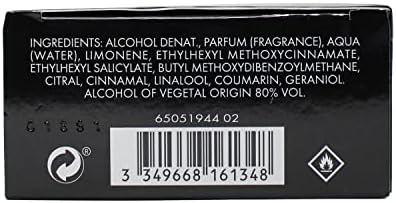 INGREDIENTS: ALCOHOL DENAT., PARFUM (FRAGRANCE), AQUA
(WATER), LIMONENE, ETHYLHEXYL METHOXYCINNAMATE,
ETHYLHEXYL SALICYLATE, BUTYL METHOXYDIBENZOYLMETHANE,
CITRAL, CINNAMAL, LINALOOL, COUMARIN, GERANIOL.
ALCOHOL OF VEGETAL ORIGIN 80% VOL.
65051944 02
®
3 349668 161348